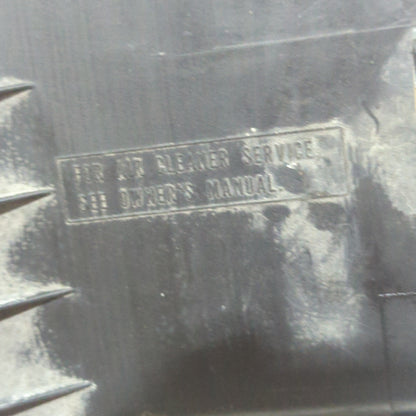 FOR AIR CLEANER SERVICE,
SEE OWNER'S MANUAL.